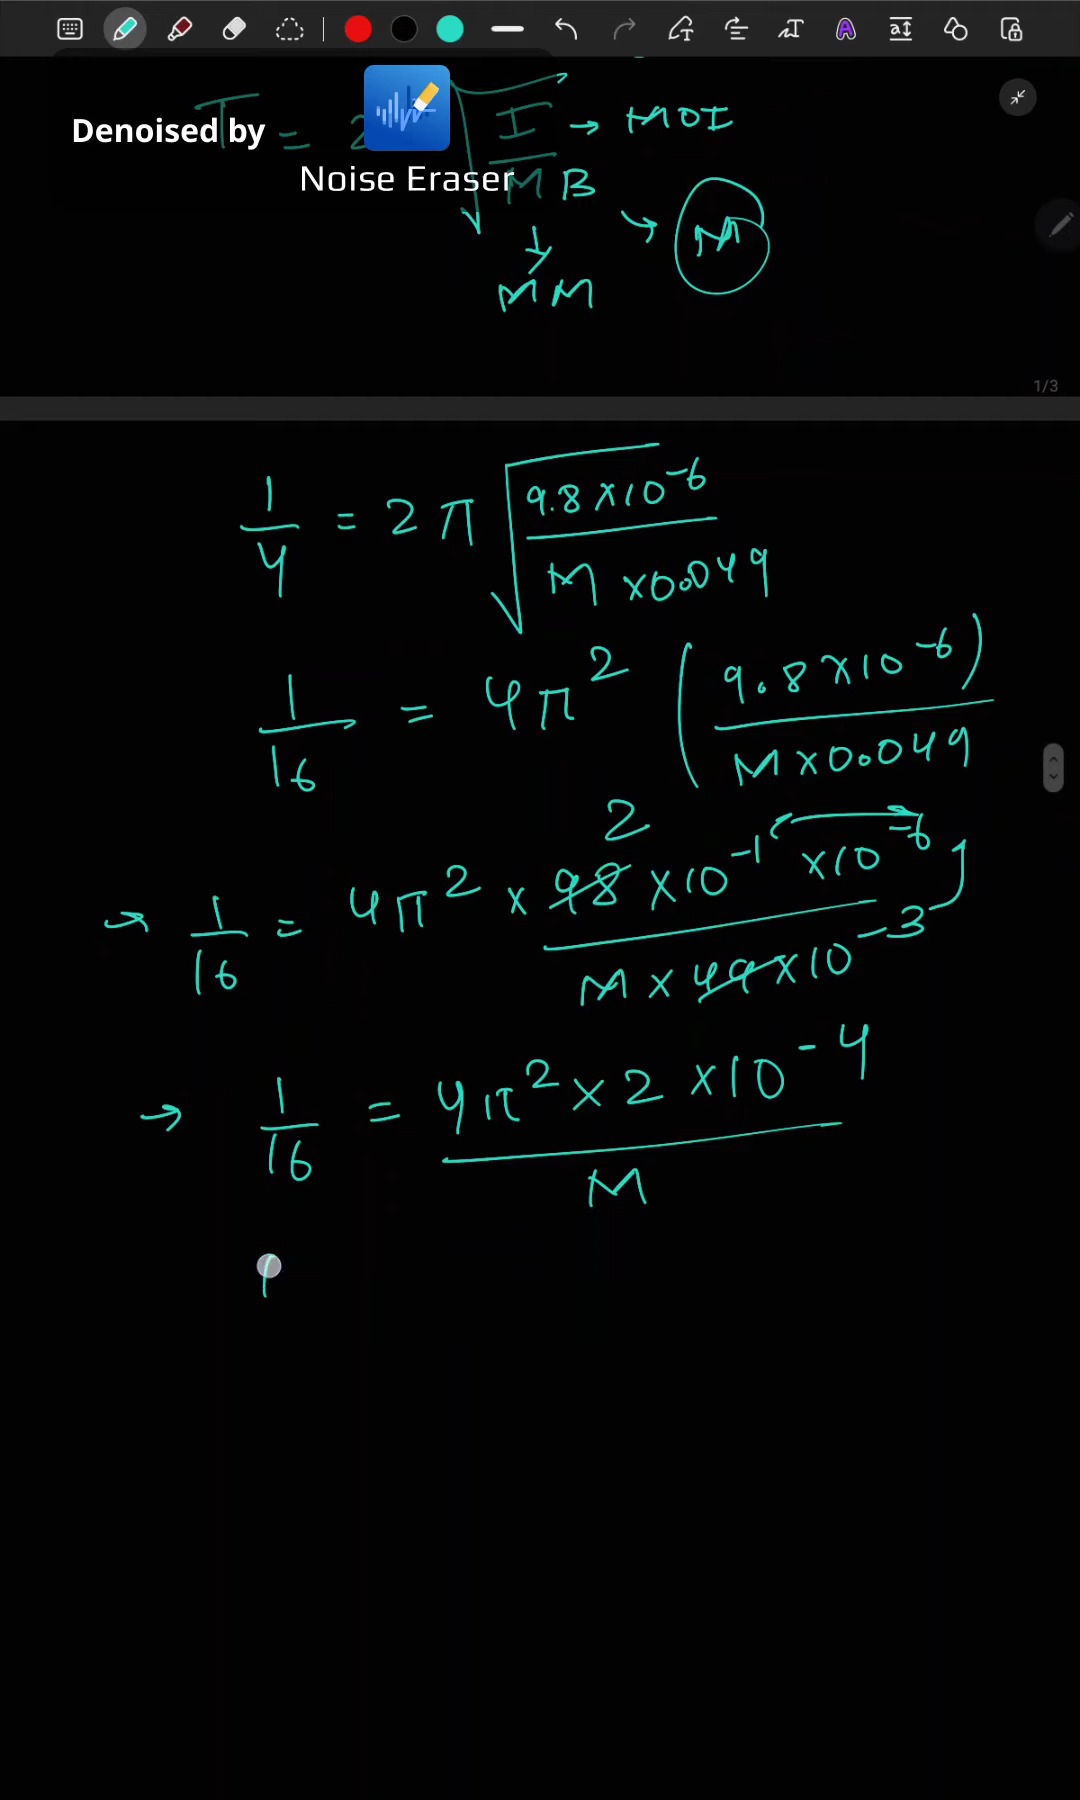 T = 2 √ I / M B → MOI
Denoised by
Noise Eraser
→ M
↓
MM
1/3
1/4 = 2π √ 9.8×10⁻⁶ / M×0.049
1/16 = 4π² ( 9.8×10⁻⁶ / M×0.049 )
2
→ 1/16 = 4π² × 98×10⁻¹×10⁻⁶ / M×49×10⁻³
→ 1/16 = 4π²×2×10⁻⁴ / M